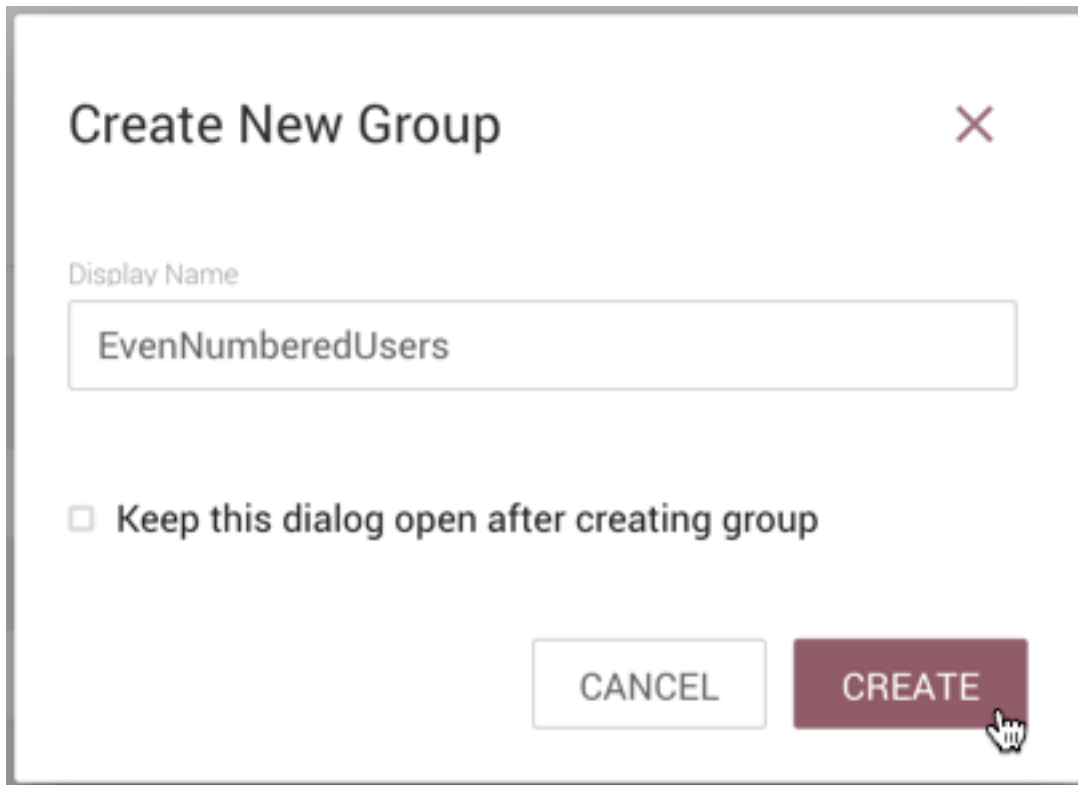 Create New Group
Display Name
EvenNumberedUsers
Keep this dialog open after creating group
CANCEL
CREATE